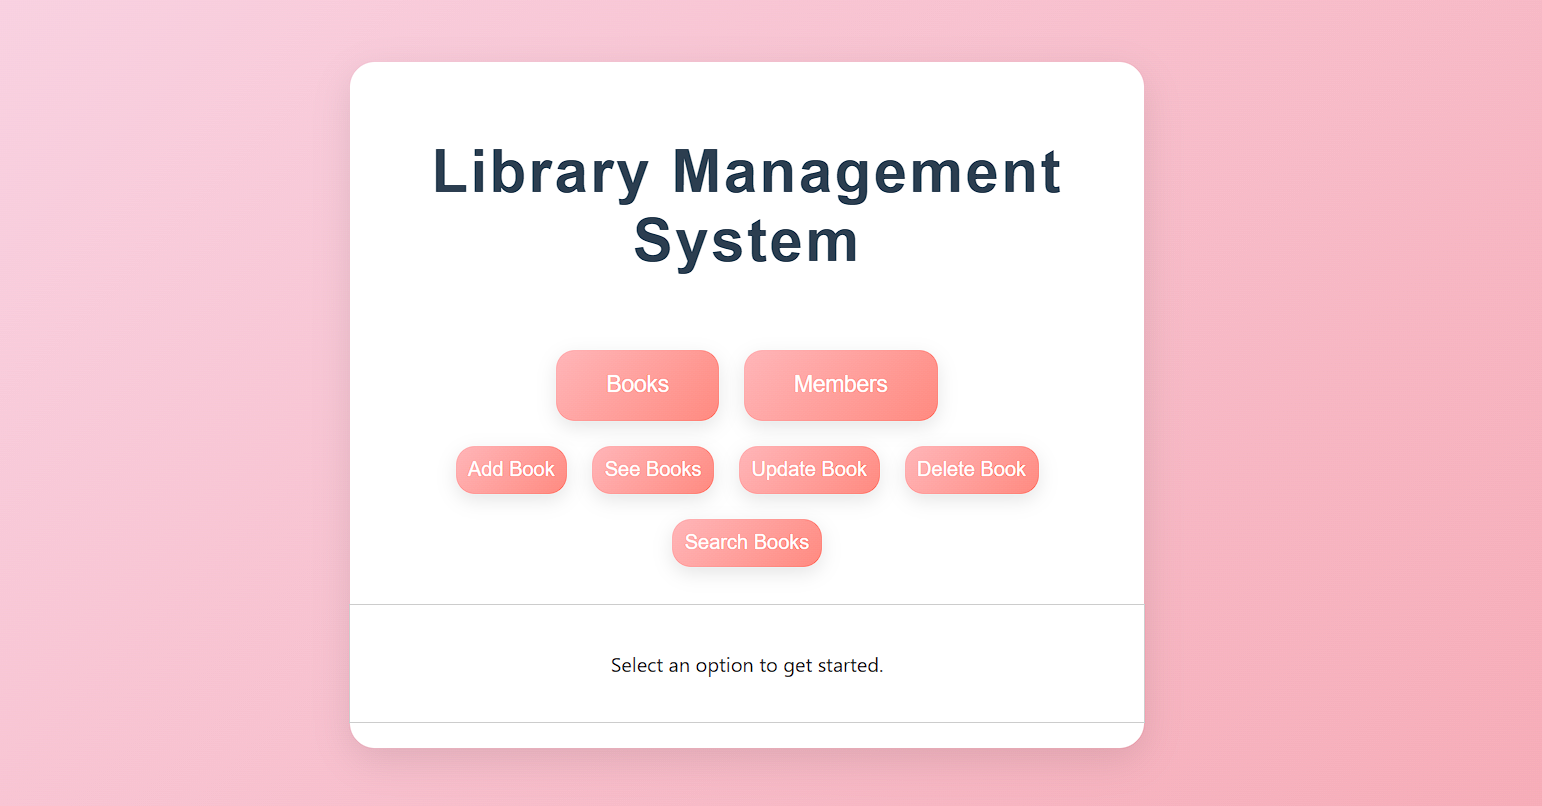 Library Management
System
Books Members
Add Book See Books Update Book Delete Book
Search Books
Select an option to get started.